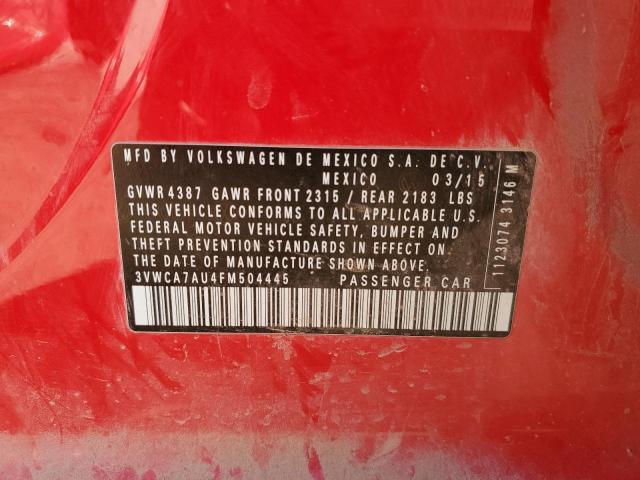 MFD BY VOLKSWAGEN DE MEXICO S.A. DE C.V.
MEXICO 03/15
GVWR 4387 GAWR FRONT 2315 / REAR 2183 LBS
THIS VEHICLE CONFORMS TO ALL APPLICABLE U.S.
FEDERAL MOTOR VEHICLE SAFETY, BUMPER AND
THEFT PREVENTION STANDARDS IN EFFECT ON
THE DATE OF MANUFACTURE SHOWN ABOVE.
3VWCA7AU4FM504445 PASSENGER CAR
1123074 3146 M